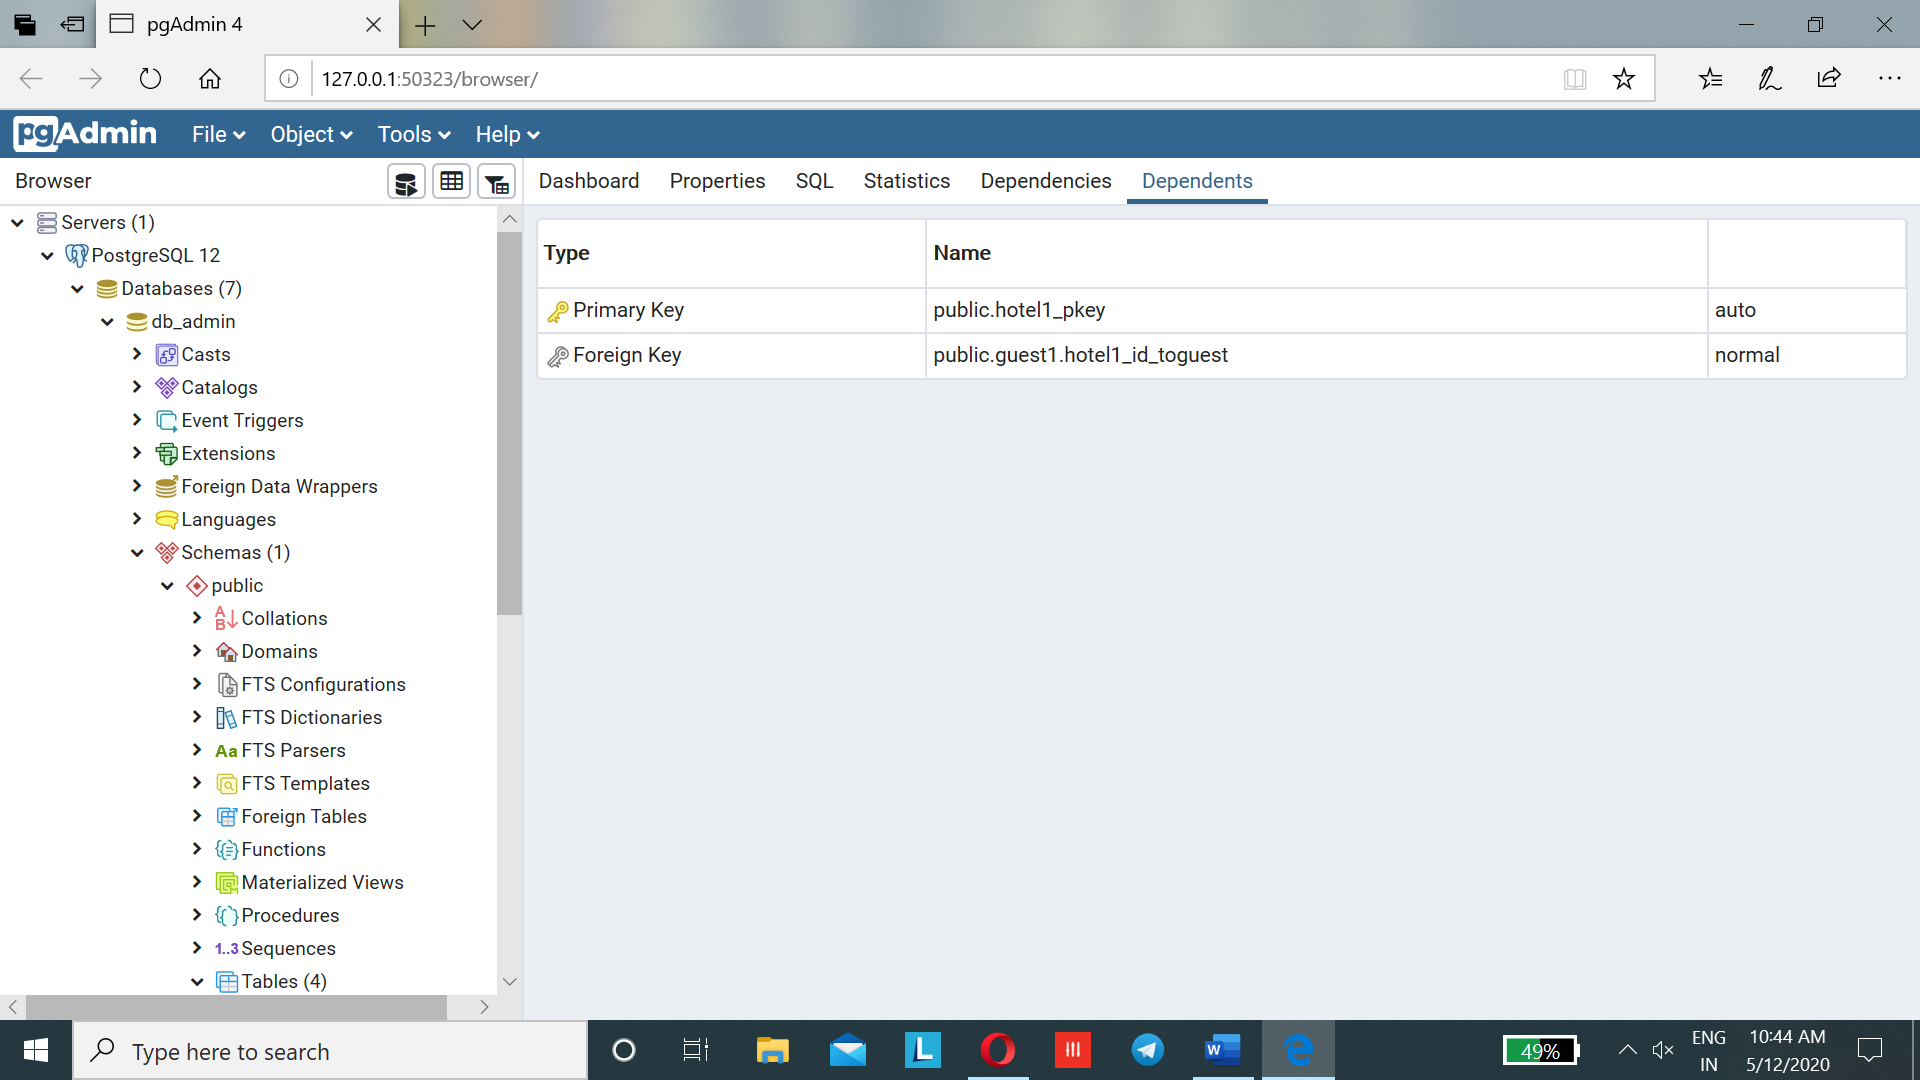 pgAdmin 4
127.0.0.1:50323/browser/
pgAdmin File Object Tools Help
Browser Dashboard Properties SQL Statistics Dependencies Dependents
Servers (1)
PostgreSQL 12
Databases (7)
db_admin
Casts
Catalogs
Event Triggers
Extensions
Foreign Data Wrappers
Languages
Schemas (1)
public
Collations
Domains
FTS Configurations
FTS Dictionaries
Aa FTS Parsers
FTS Templates
Foreign Tables
Functions
Materialized Views
Procedures
1..3 Sequences
Tables (4)
Type Name
Primary Key public.hotel1_pkey auto
Foreign Key public.guest1.hotel1_id_toguest normal
Type here to search
49%
ENG
IN
10:44 AM
5/12/2020